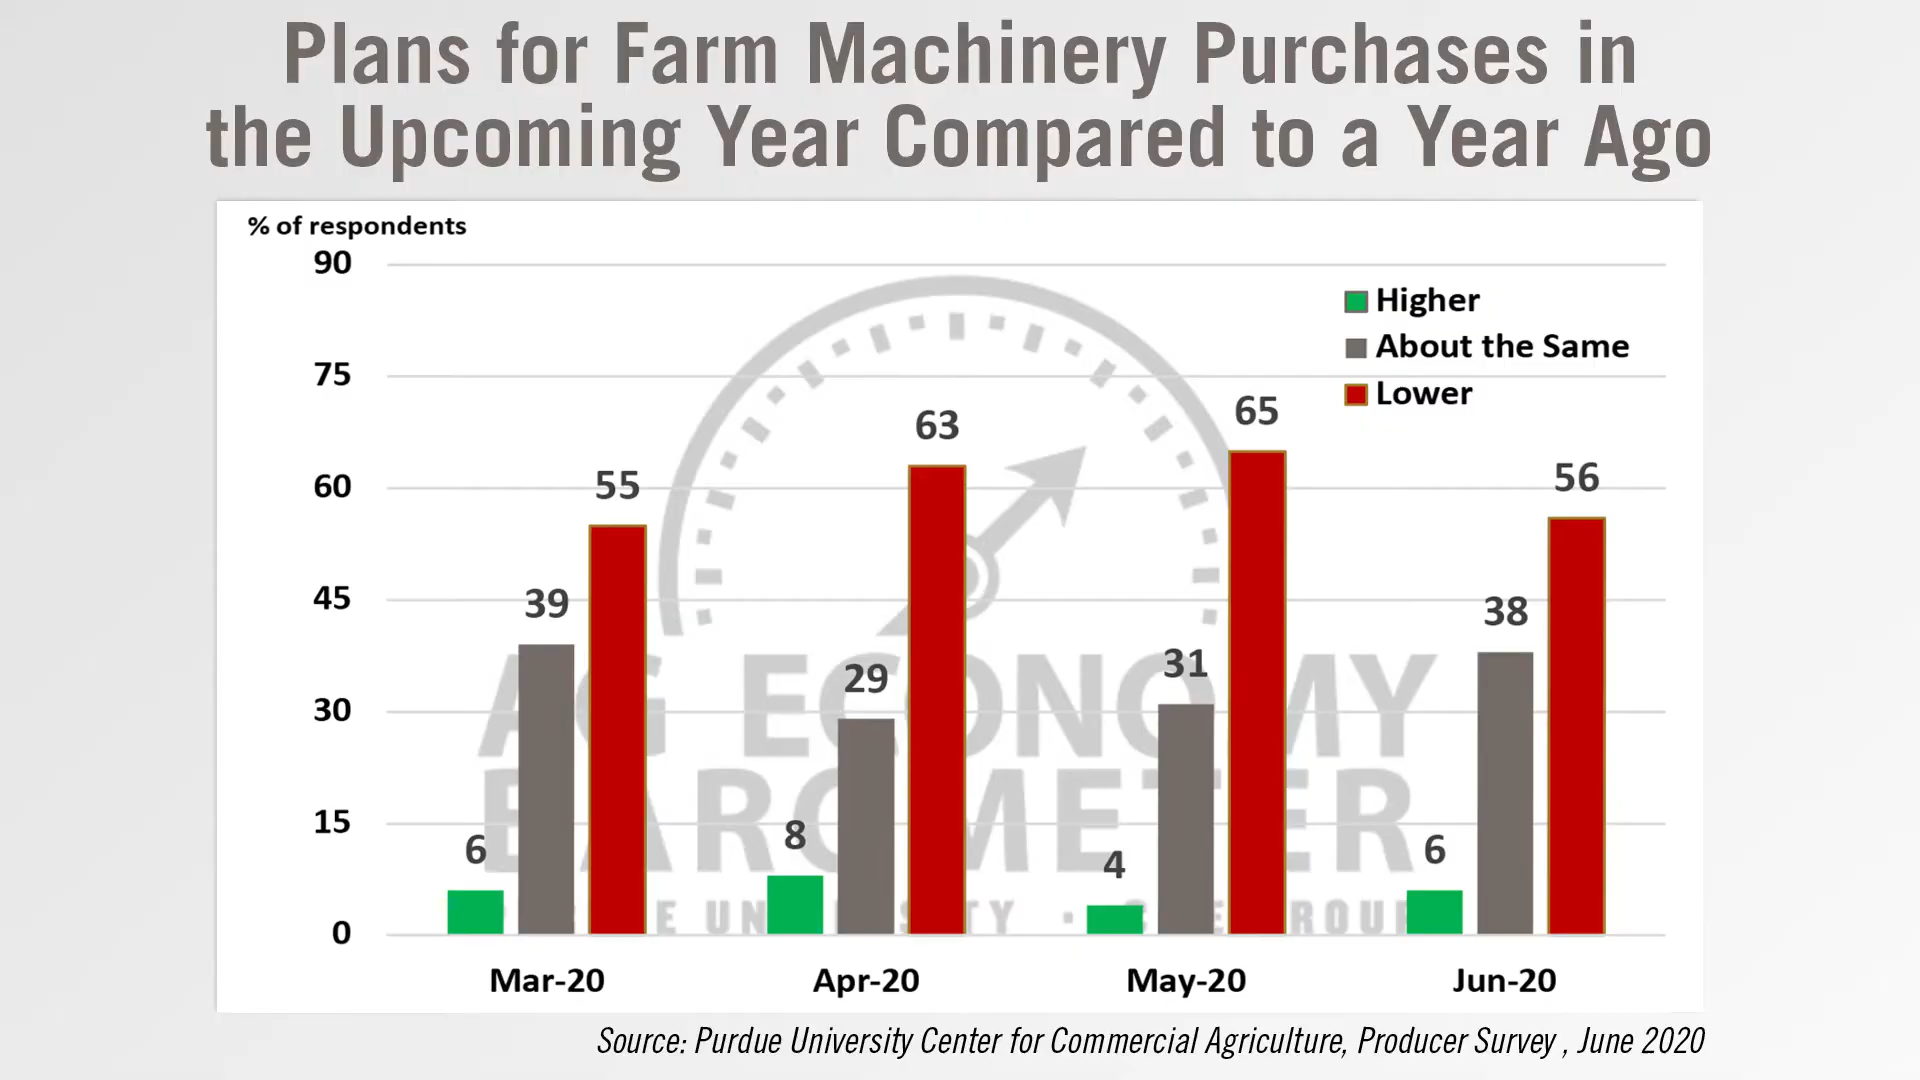 Plans for Farm Machinery Purchases in
the Upcoming Year Compared to a Year Ago
% of respondents
90
75
60
45
30
15
0
Higher
About the Same
Lower
6
39
55
8
29
63
4
31
65
6
38
56
Mar-20
Apr-20
May-20
Jun-20
AG ECONOMY
BAROMETER
Source: Purdue University Center for Commercial Agriculture, Producer Survey , June 2020